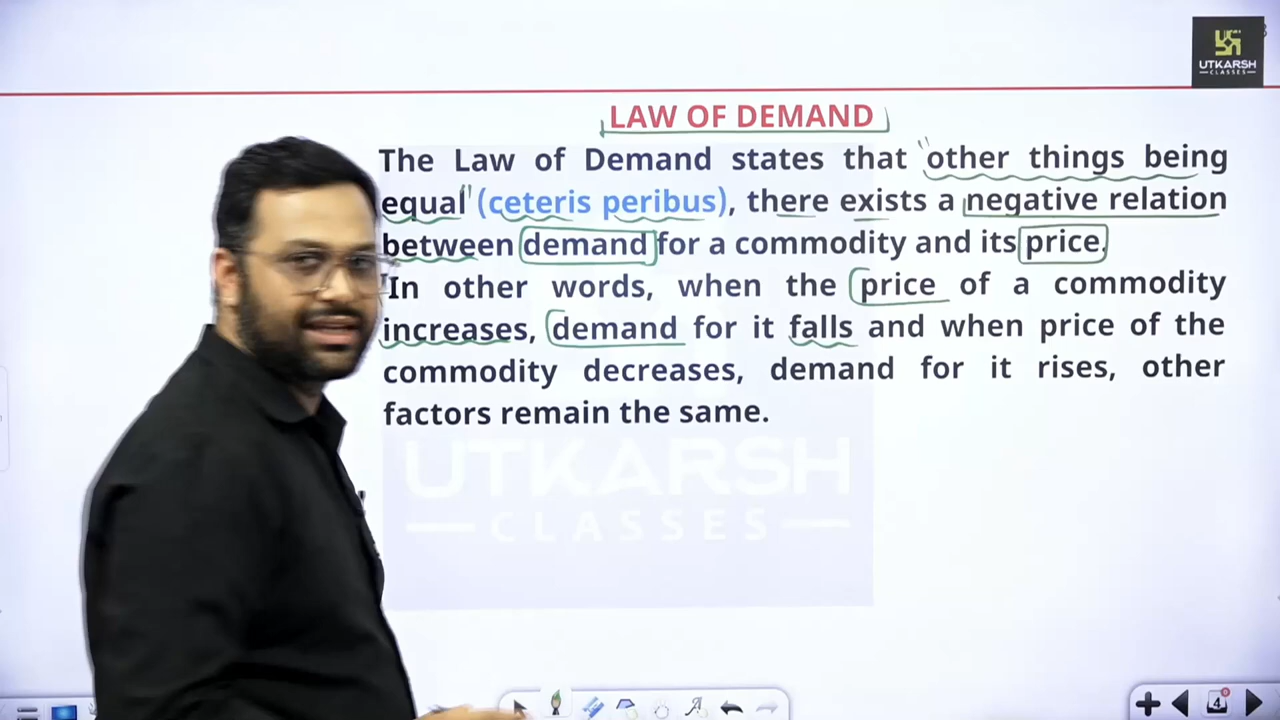 UTKARSH
CLASSES
LAW OF DEMAND
The Law of Demand states that "other things being
equal" (ceteris peribus), there exists a negative relation
between demand for a commodity and its price.
In other words, when the price of a commodity
increases, demand for it falls and when price of the
commodity decreases, demand for it rises, other
factors remain the same.
UTKARSH
CLASSES
4